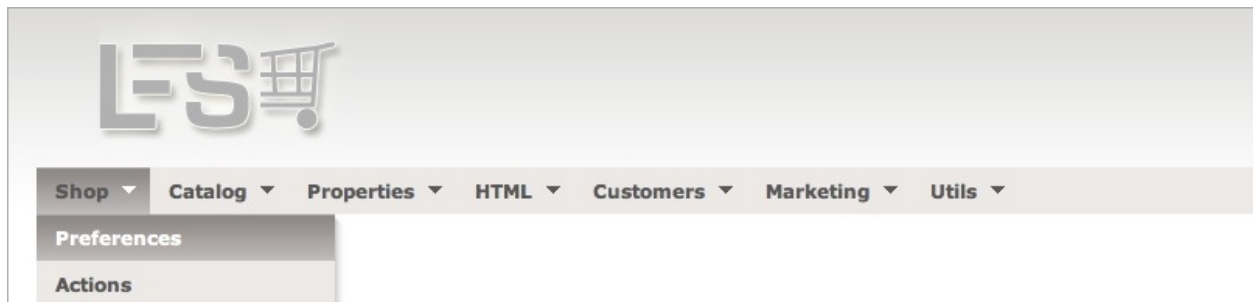 LFS
Shop Catalog Properties HTML Customers Marketing Utils
Preferences
Actions